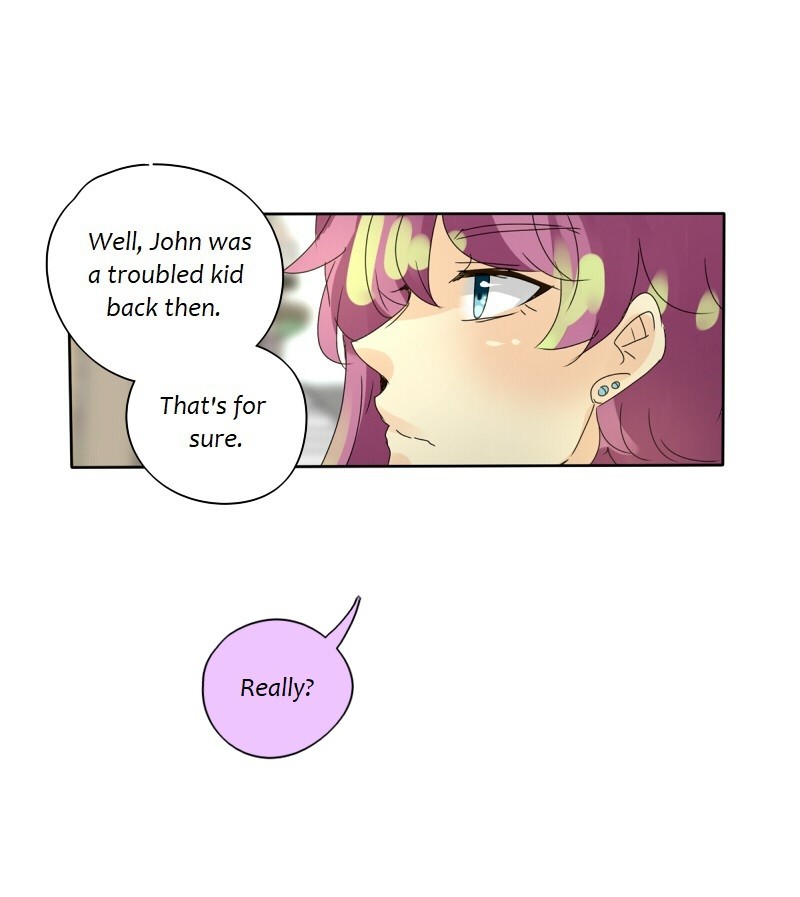 Well, John was
a troubled kid
back then.
That's for
sure.
Really?